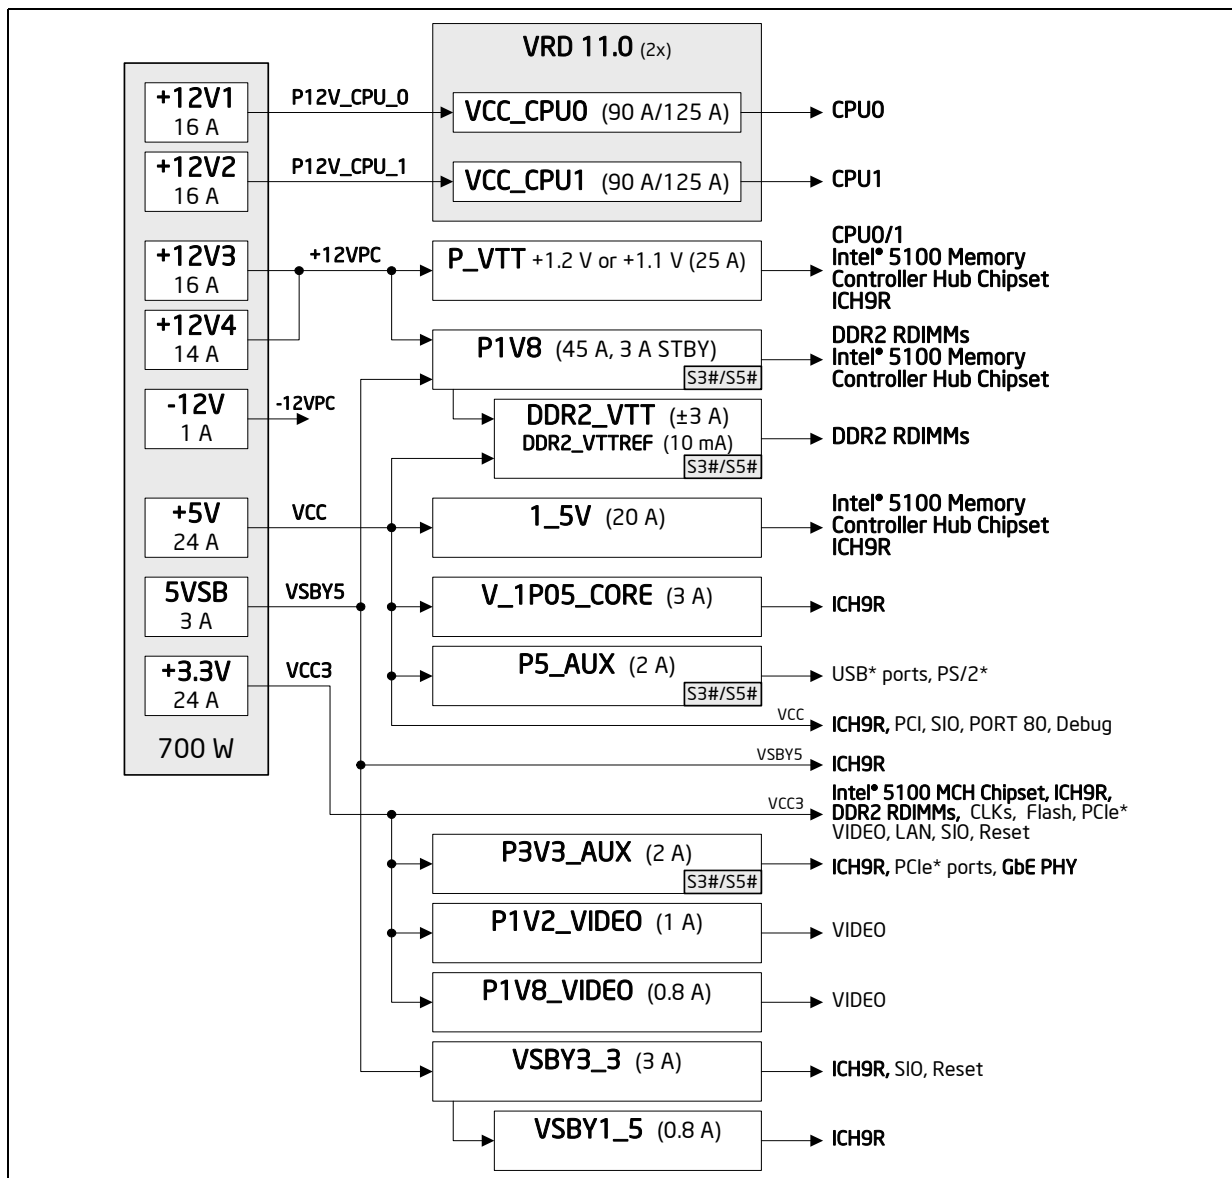 VRD 11.0 (2x)
+12V1
16 A
P12V_CPU_0
VCC_CPU0 (90 A/125 A)
CPU0
+12V2
16 A
P12V_CPU_1
VCC_CPU1 (90 A/125 A)
CPU1
+12V3
16 A
+12VPC
P_VTT +1.2 V or +1.1 V (25 A)
CPU0/1
Intel® 5100 Memory
Controller Hub Chipset
ICH9R
+12V4
14 A
P1V8 (45 A, 3 A STBY)
S3#/S5#
DDR2 RDIMMs
Intel® 5100 Memory
Controller Hub Chipset
-12V
1 A
-12VPC
DDR2_VTT (±3 A)
DDR2_VTTREF (10 mA)
S3#/S5#
DDR2 RDIMMs
+5V
24 A
VCC
1_5V (20 A)
Intel® 5100 Memory
Controller Hub Chipset
ICH9R
5VSB
3 A
VSBY5
V_1P05_CORE (3 A)
ICH9R
+3.3V
24 A
VCC3
P5_AUX (2 A)
S3#/S5#
USB* ports, PS/2*
700 W
VCC
ICH9R, PCI, SIO, PORT 80, Debug
VSBY5
ICH9R
VCC3
Intel® 5100 MCH Chipset, ICH9R,
DDR2 RDIMMs, CLKs, Flash, PCIe*
VIDEO, LAN, SIO, Reset
P3V3_AUX (2 A)
S3#/S5#
ICH9R, PCIe* ports, GbE PHY
P1V2_VIDEO (1 A)
VIDEO
P1V8_VIDEO (0.8 A)
VIDEO
VSBY3_3 (3 A)
ICH9R, SIO, Reset
VSBY1_5 (0.8 A)
ICH9R